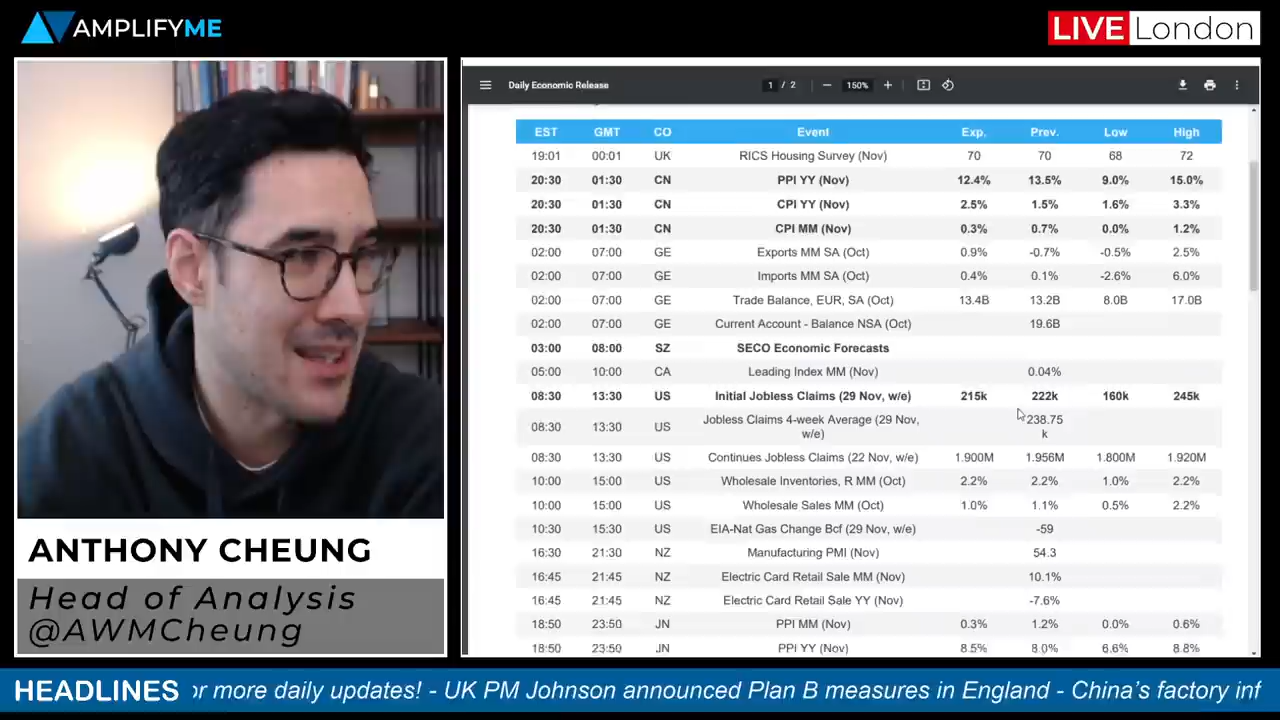 AMPLIFYME
LIVE London
Daily Economic Release
1 / 2
150%
EST GMT CO Event Exp. Prev. Low High
19:01 00:01 UK RICS Housing Survey (Nov) 70 70 68 72
20:30 01:30 CN PPI YY (Nov) 12.4% 13.5% 9.0% 15.0%
20:30 01:30 CN CPI YY (Nov) 2.5% 1.5% 1.6% 3.3%
20:30 01:30 CN CPI MM (Nov) 0.3% 0.7% 0.0% 1.2%
02:00 07:00 GE Exports MM SA (Oct) 0.9% -0.7% -0.5% 2.5%
02:00 07:00 GE Imports MM SA (Oct) 0.4% 0.1% -2.6% 6.0%
02:00 07:00 GE Trade Balance, EUR, SA (Oct) 13.4B 13.2B 8.0B 17.0B
02:00 07:00 GE Current Account - Balance NSA (Oct) 19.6B
03:00 08:00 SZ SECO Economic Forecasts
05:00 10:00 CA Leading Index MM (Nov) 0.04%
08:30 13:30 US Initial Jobless Claims (29 Nov, w/e) 215k 222k 160k 245k
08:30 13:30 US Jobless Claims 4-week Average (29 Nov, 238.75
w/e) k
08:30 13:30 US Continues Jobless Claims (22 Nov, w/e) 1.900M 1.956M 1.800M 1.920M
10:00 15:00 US Wholesale Inventories, R MM (Oct) 2.2% 2.2% 1.0% 2.2%
10:00 15:00 US Wholesale Sales MM (Oct) 1.0% 1.1% 0.5% 2.2%
10:30 15:30 US EIA-Nat Gas Change Bcf (29 Nov, w/e) -59
16:30 21:30 NZ Manufacturing PMI (Nov) 54.3
16:45 21:45 NZ Electric Card Retail Sale MM (Nov) 10.1%
16:45 21:45 NZ Electric Card Retail Sale YY (Nov) -7.6%
18:50 23:50 JN PPI MM (Nov) 0.3% 1.2% 0.0% 0.6%
18:50 23:50 JN PPI YY (Nov) 8.5% 8.0% 6.6% 8.8%
ANTHONY CHEUNG
Head of Analysis
@AWMCheung
HEADLINES or more daily updates! - UK PM Johnson announced Plan B measures in England - China's factory inf